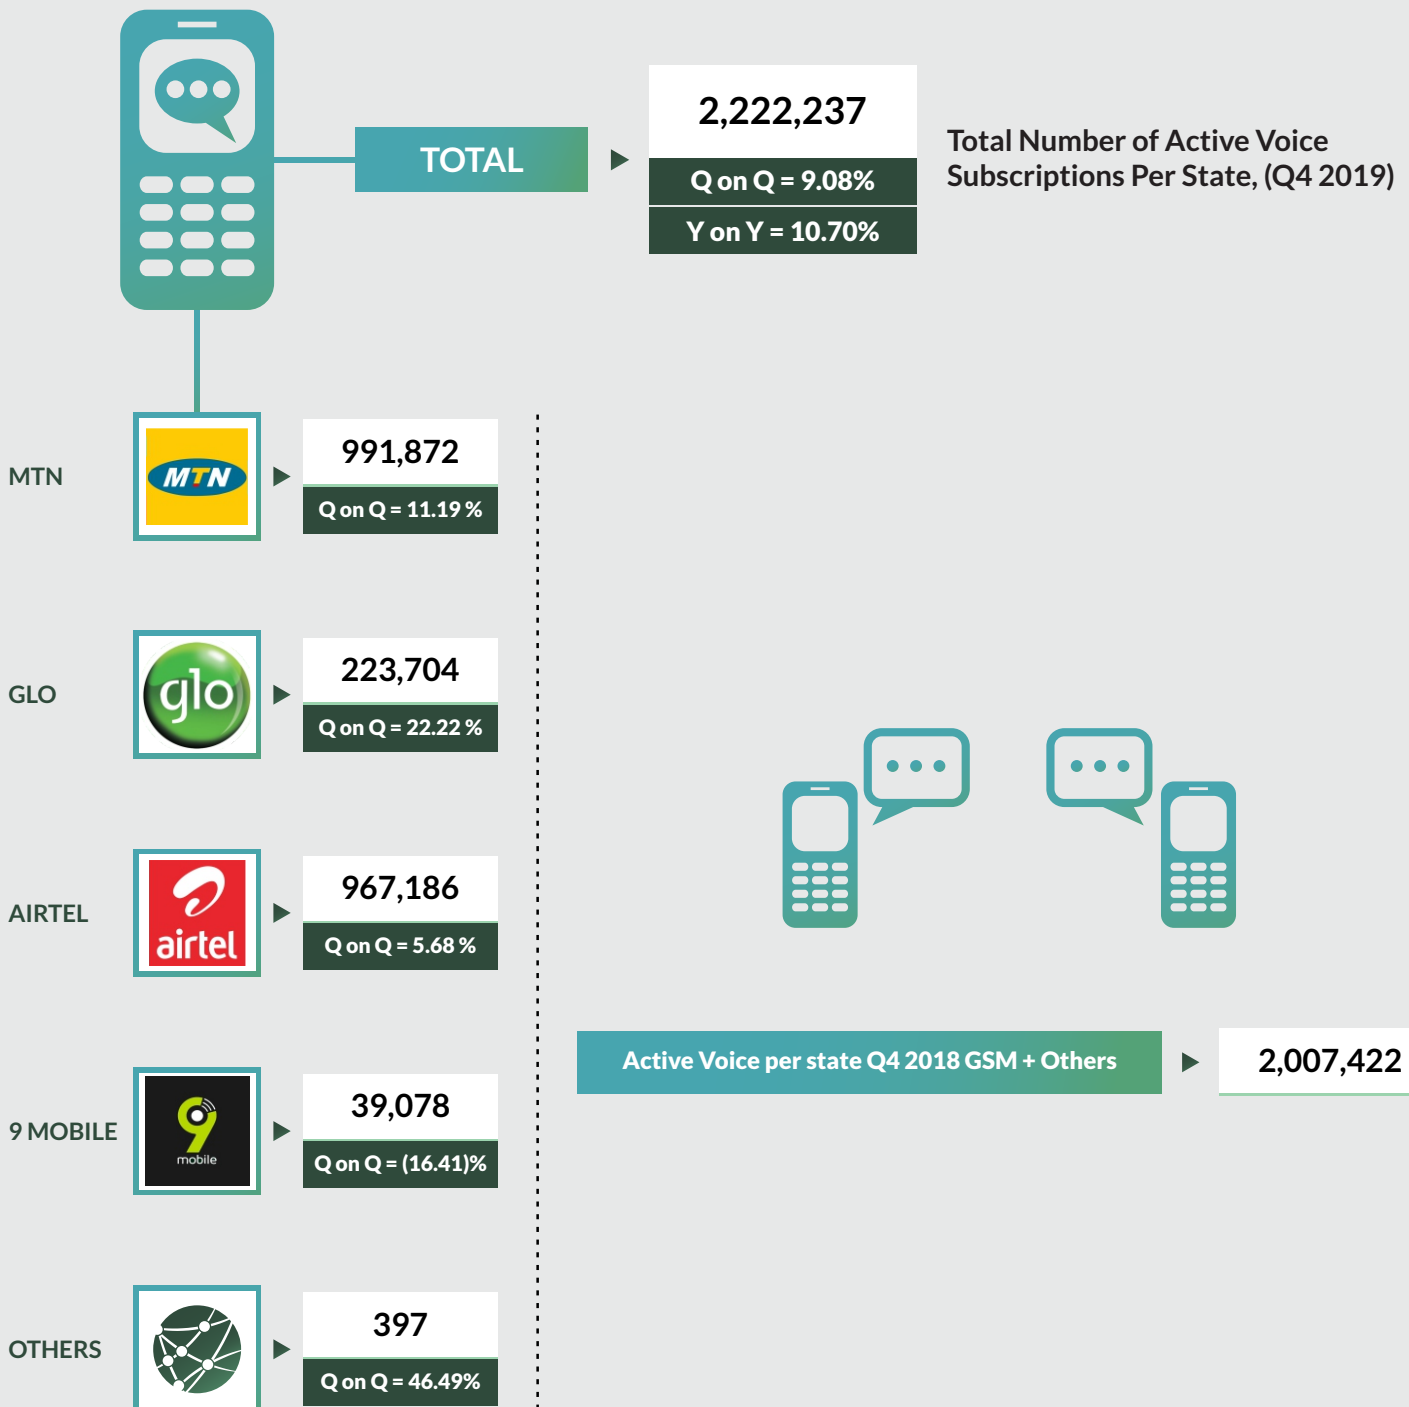 TOTAL
2,222,237
Q on Q = 9.08%
Y on Y = 10.70%
Total Number of Active Voice
Subscriptions Per State, (Q4 2019)
MTN
MTN
991,872
Q on Q = 11.19 %
GLO
glo
223,704
Q on Q = 22.22 %
AIRTEL
airtel
967,186
Q on Q = 5.68 %
Active Voice per state Q4 2018 GSM + Others
2,007,422
9 MOBILE
9
mobile
39,078
Q on Q = (16.41)%
OTHERS
397
Q on Q = 46.49%